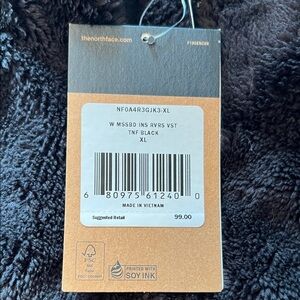 thenorthface.com
NF0A4R3GJK3-XL
W MSSBD INS RVRS VST
TNF BLACK
XL
6 80975 61240 0
MADE IN VIETNAM
Suggested Retail 99.00
FSC
PRINTED WITH
SOY INK